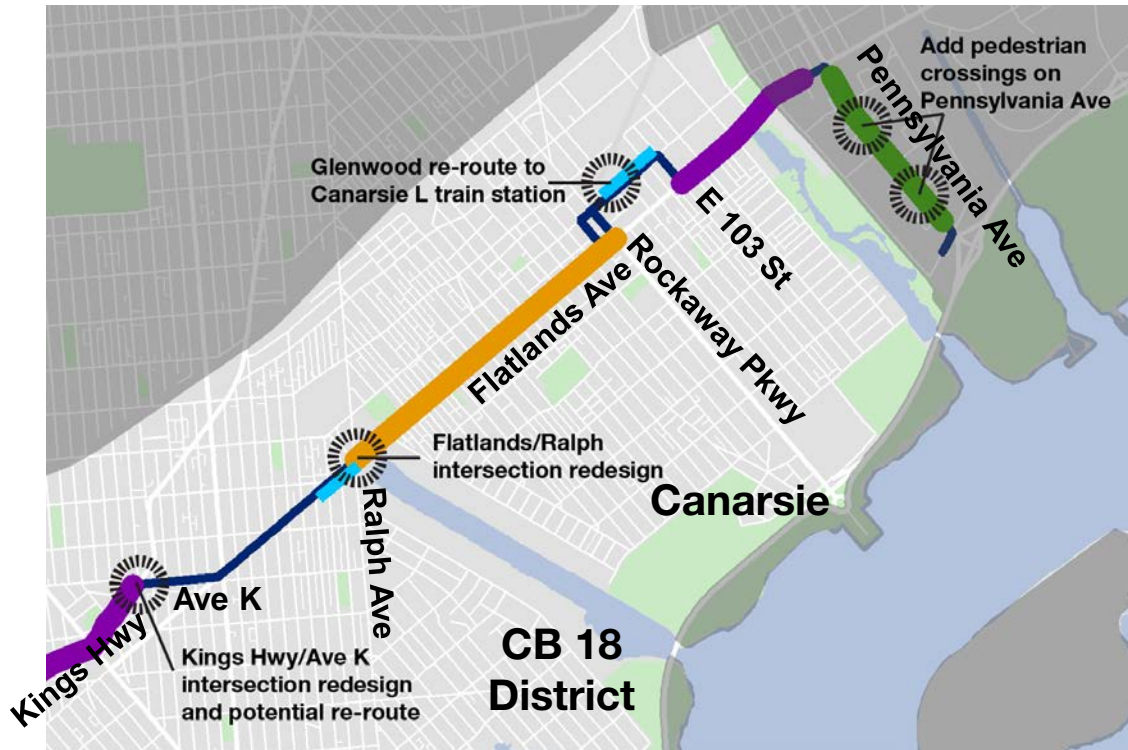 Add pedestrian
crossings on
Pennsylvania Ave
Pennsylvania Ave
Glenwood re-route to
Canarsie L train station
E 103 St
Rockaway Pkwy
Flatlands Ave
Flatlands/Ralph
intersection redesign
Canarsie
Ralph Ave
Ave K
Kings Hwy
Kings Hwy/Ave K
intersection redesign
and potential re-route
CB 18
District